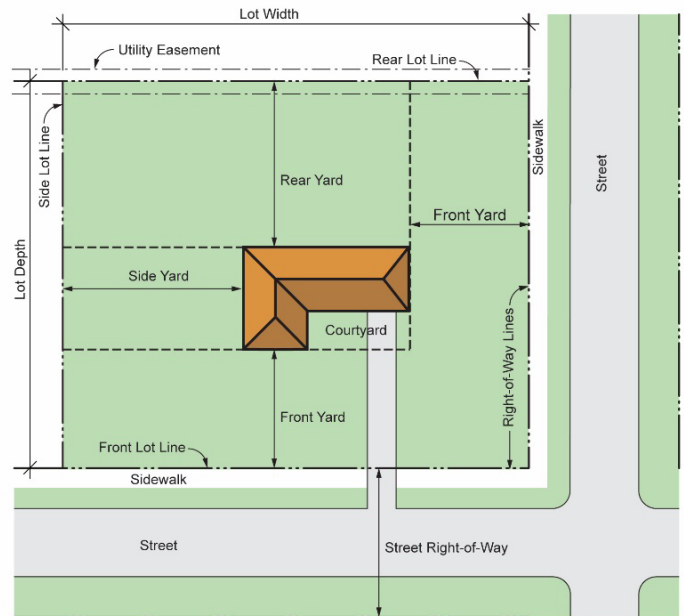 Lot Width
Utility Easement
Rear Lot Line
Side Lot Line
Sidewalk
Street
Rear Yard
Front Yard
Lot Depth
Side Yard
Courtyard
Right-of-Way Lines
Front Yard
Front Lot Line
Sidewalk
Street
Street Right-of-Way